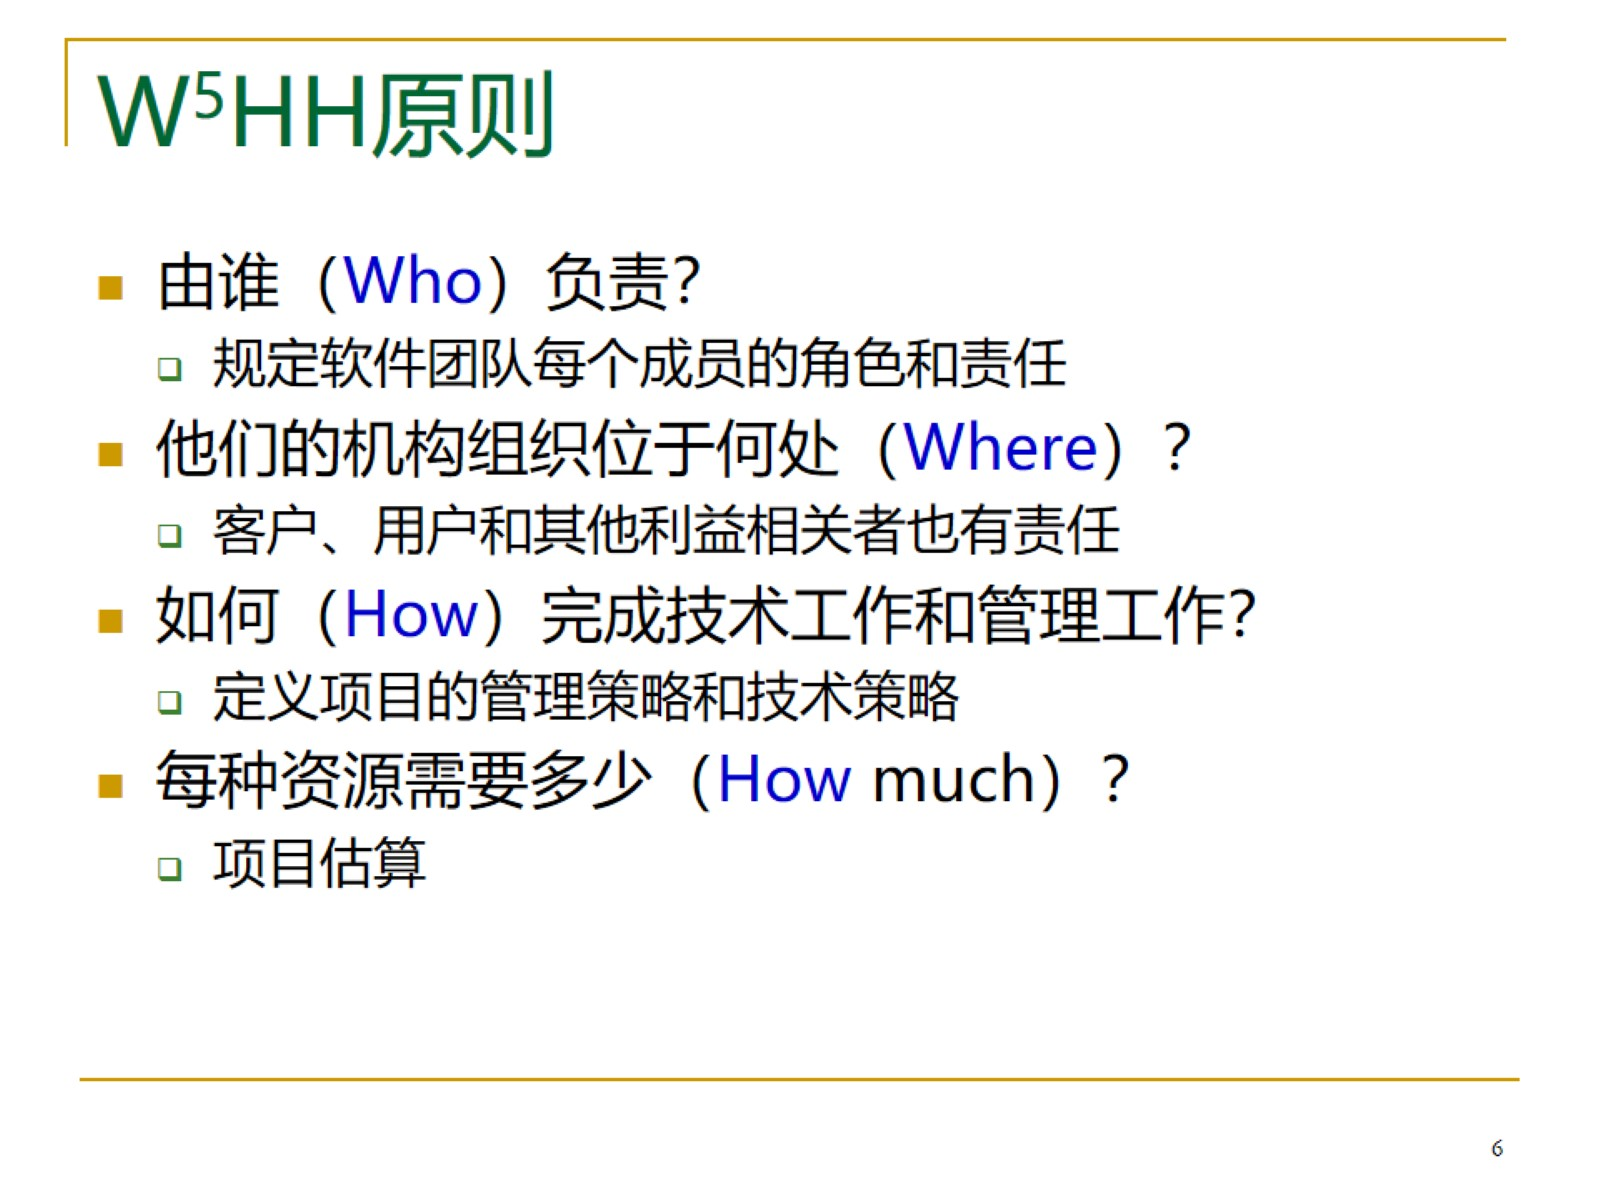 W⁵HH原则
由谁（Who）负责?
规定软件团队每个成员的角色和责任
他们的机构组织位于何处（Where）？
客户、用户和其他利益相关者也有责任
如何（How）完成技术工作和管理工作?
定义项目的管理策略和技术策略
每种资源需要多少（How much）？
项目估算
6